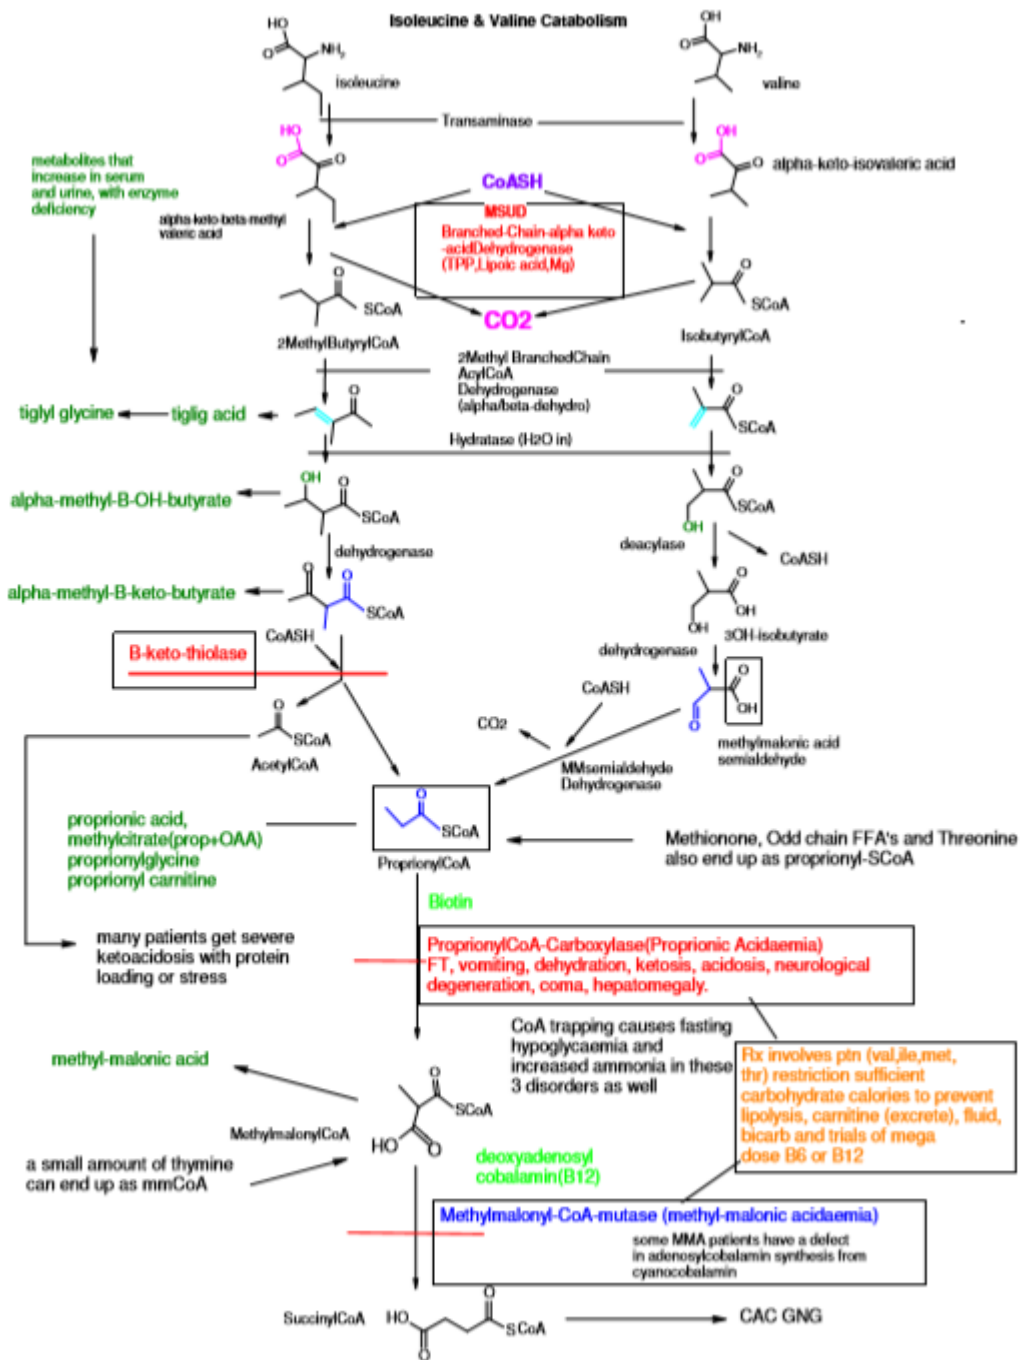 Isoleucine & Valine Catabolism
HO
O
NH2
isoleucine
OH
O
NH2
valine
Transaminase
HO
O
O
alpha-keto-beta-methyl
valeric acid
OH
O
O
alpha-keto-isovaleric acid
metabolites that
increase in serum
and urine, with enzyme
deficiency
CoASH
MSUD
Branched-Chain-alpha keto
-acidDehydrogenase
(TPP,Lipoic acid,Mg)
CO2
O
SCoA
2MethylButyrylCoA
O
SCoA
IsobutyrylCoA
2Methyl BranchedChain
AcylCoA
Dehydrogenase
(alpha/beta-dehydro)
tiglyl glycine
tiglig acid
O
O
SCoA
Hydratase (H2O in)
alpha-methyl-B-OH-butyrate
OH
O
SCoA
O
SCoA
OH
dehydrogenase
deacylase
CoASH
alpha-methyl-B-keto-butyrate
O
O
SCoA
O
OH
OH
3OH-isobutyrate
CoASH
B-keto-thiolase
dehydrogenase
CoASH
O
OH
O
methylmalonic acid
semialdehyde
O
SCoA
AcetylCoA
CO2
MMsemialdehyde
Dehydrogenase
O
SCoA
ProprionylCoA
proprionic acid,
methylcitrate(prop+OAA)
proprionylglycine
proprionyl carnitine
Methionone, Odd chain FFA's and Threonine
also end up as proprionyl-SCoA
Biotin
many patients get severe
ketoacidosis with protein
loading or stress
ProprionylCoA-Carboxylase(Proprionic Acidaemia)
FT, vomiting, dehydration, ketosis, acidosis, neurological
degeneration, coma, hepatomegaly.
CoA trapping causes fasting
hypoglycaemia and
increased ammonia in these
3 disorders as well
Rx involves ptn (val,ile,met,
thr) restriction sufficient
carbohydrate calories to prevent
lipolysis, carnitine (excrete), fluid,
bicarb and trials of mega
dose B6 or B12
methyl-malonic acid
O
SCoA
HO
O
MethylmalonylCoA
a small amount of thymine
can end up as mmCoA
deoxyadenosyl
cobalamin(B12)
Methylmalonyl-CoA-mutase (methyl-malonic acidaemia)
some MMA patients have a defect
in adenosylcobalamin synthesis from
cyanocobalamin
SuccinylCoA
HO
O
O
SCoA
CAC GNG